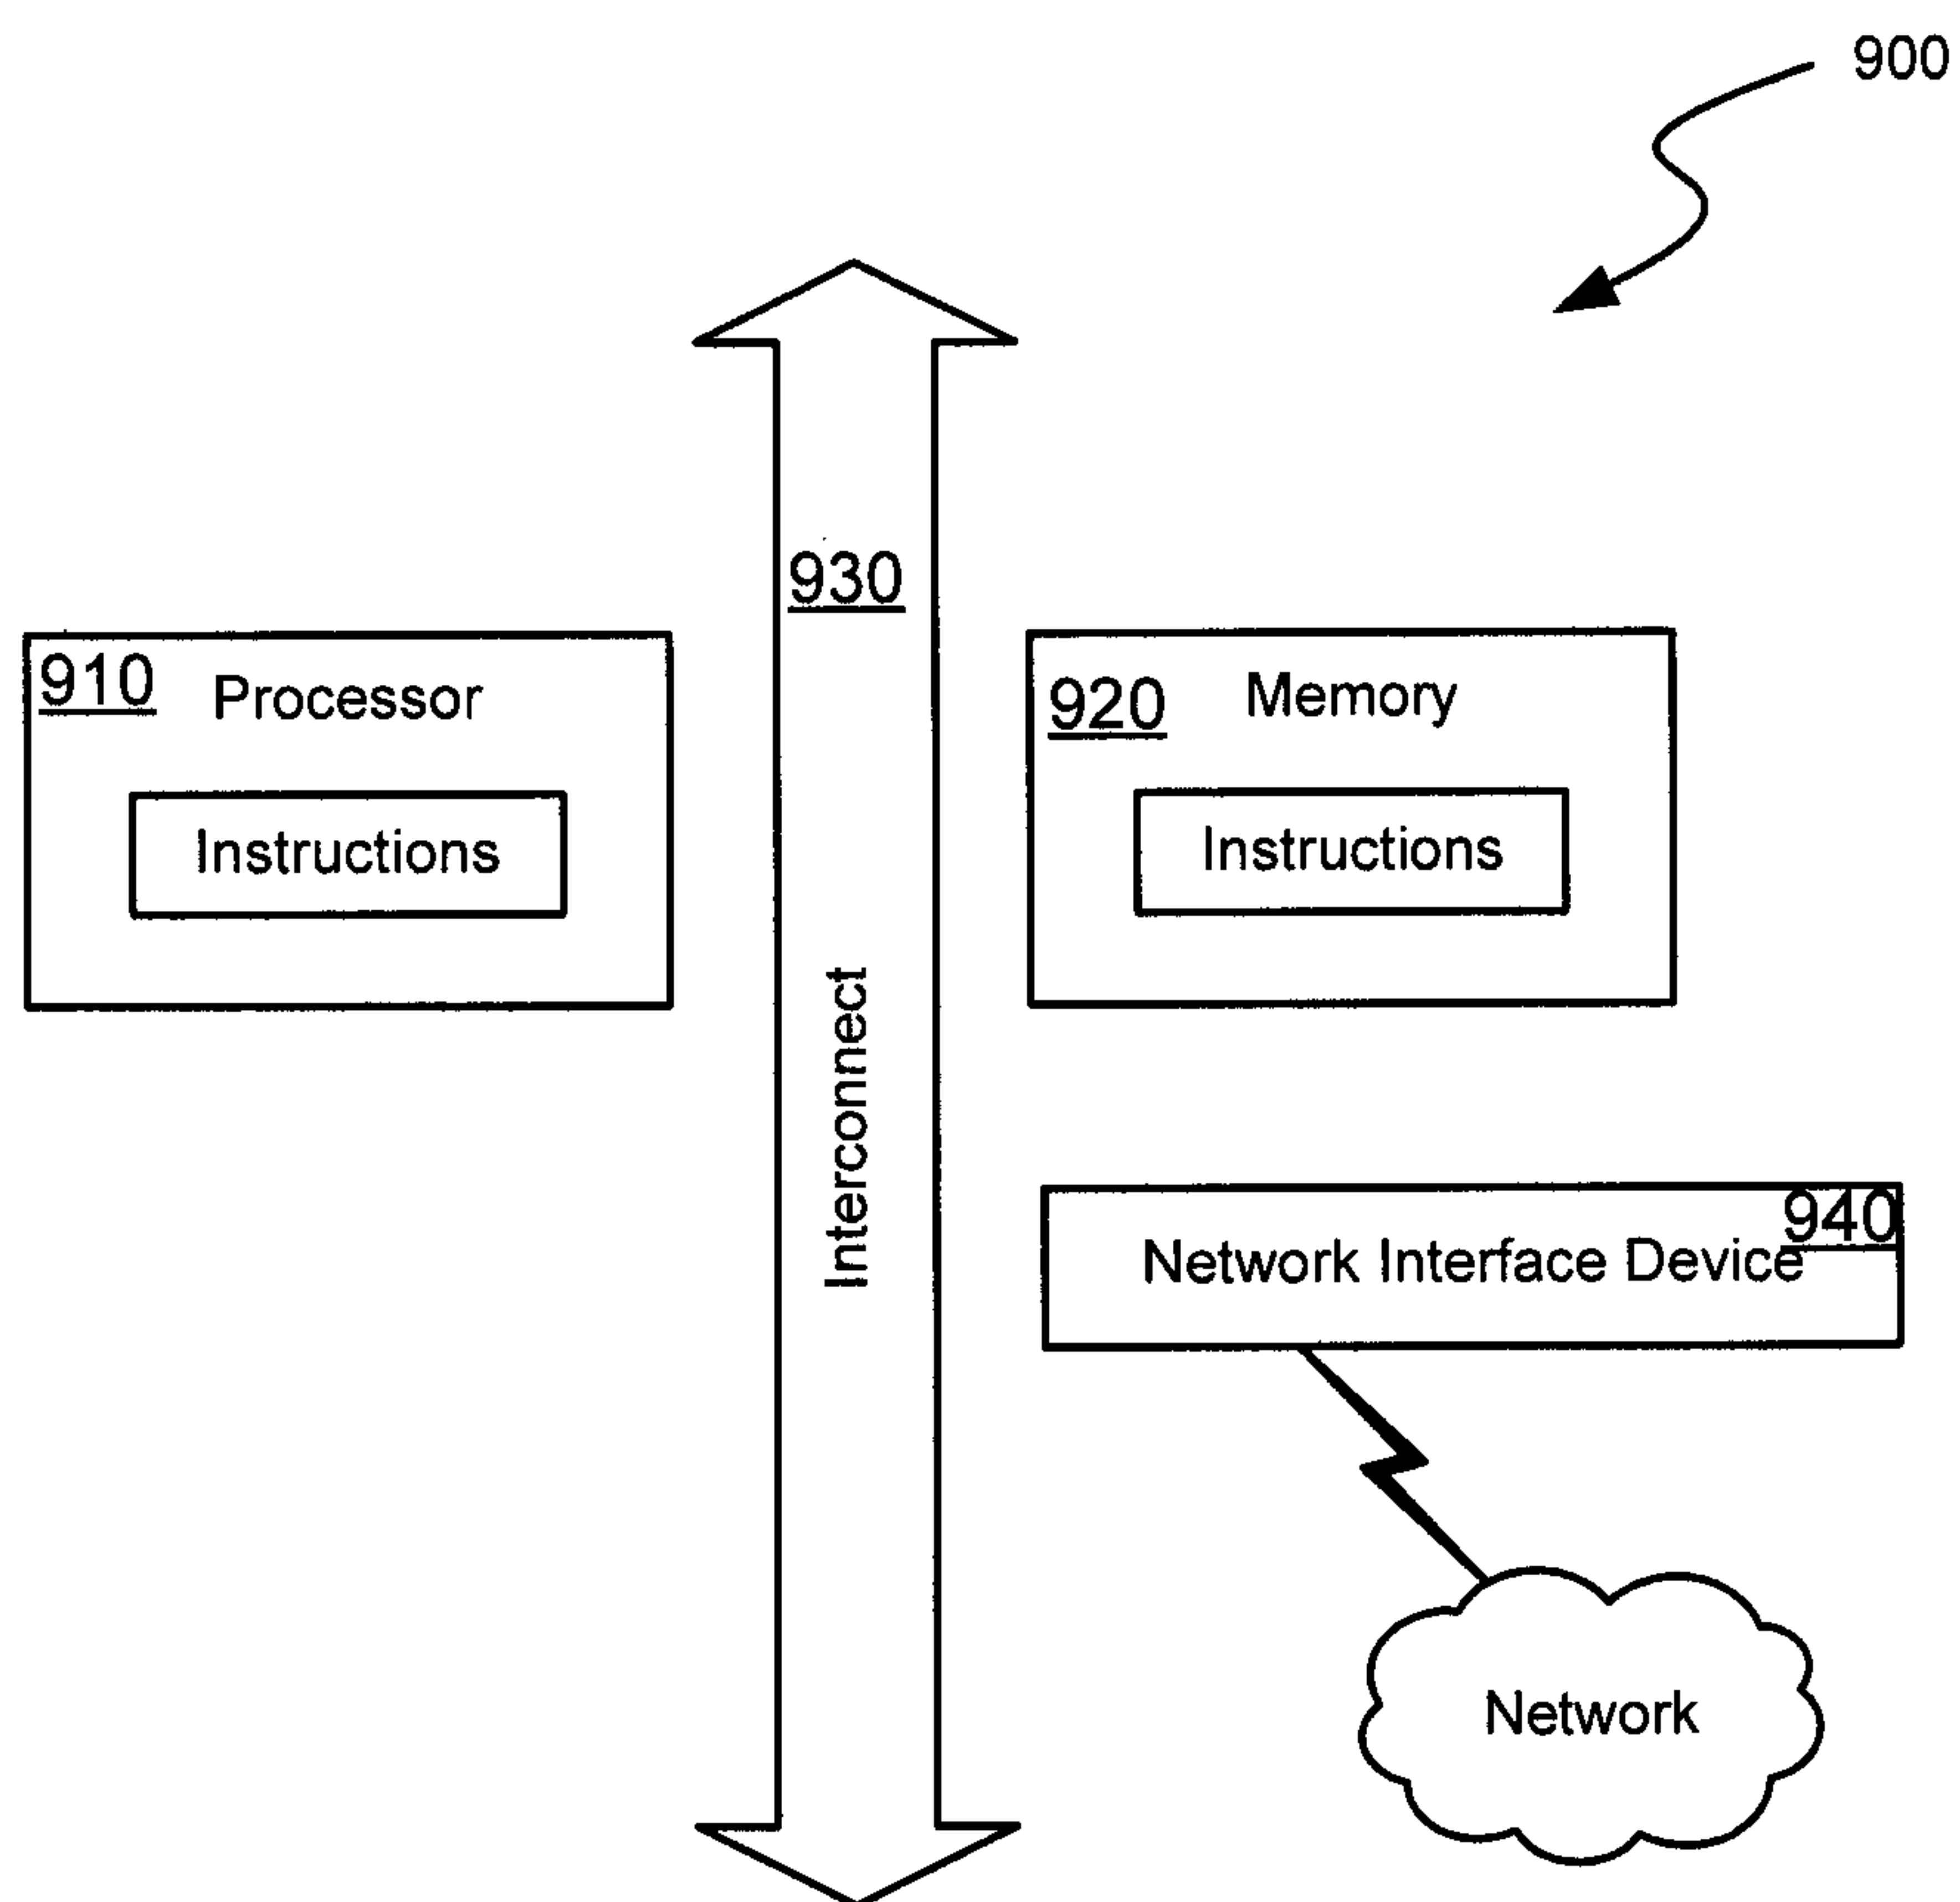 900
930
910 Processor
Instructions
920 Memory
Instructions
Interconnect
940
Network Interface Device
Network